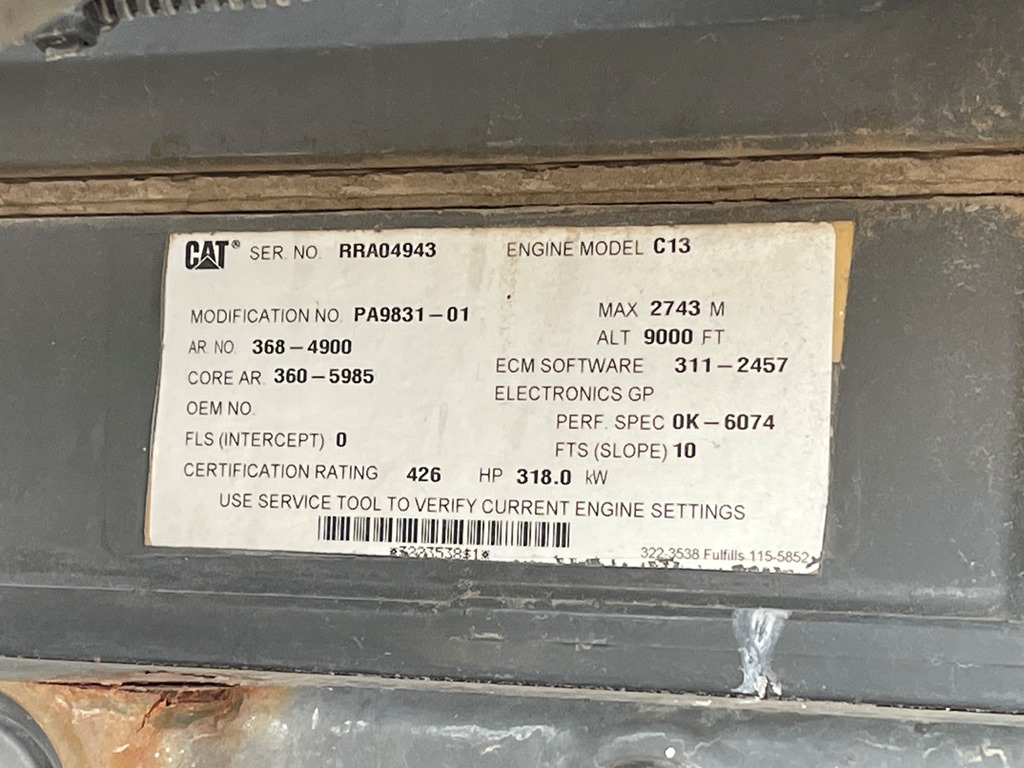 CAT® SER. NO. RRA04943 ENGINE MODEL C13
MODIFICATION NO. PA9831-01 MAX 2743 M
AR. NO. 368-4900 ALT 9000 FT
CORE AR. 360-5985 ECM SOFTWARE 311-2457
OEM NO. ELECTRONICS GP
PERF. SPEC 0K-6074
FLS (INTERCEPT) 0 FTS (SLOPE) 10
CERTIFICATION RATING 426 HP 318.0 kW
USE SERVICE TOOL TO VERIFY CURRENT ENGINE SETTINGS
*3223538$1*
322-3538 Fulfills 115-5852